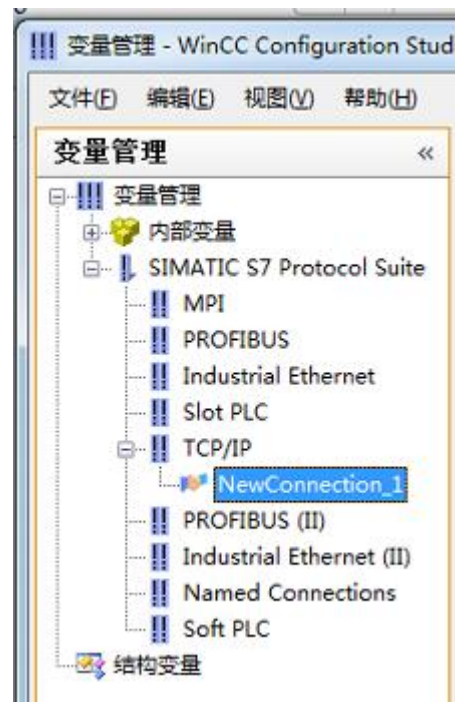 变量管理 - WinCC Configuration Stud
文件(F) 编辑(E) 视图(V) 帮助(H)
变量管理 «
变量管理
内部变量
SIMATIC S7 Protocol Suite
MPI
PROFIBUS
Industrial Ethernet
Slot PLC
TCP/IP
NewConnection_1
PROFIBUS (II)
Industrial Ethernet (II)
Named Connections
Soft PLC
结构变量